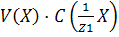 V(X) · C(1/Z1 X)